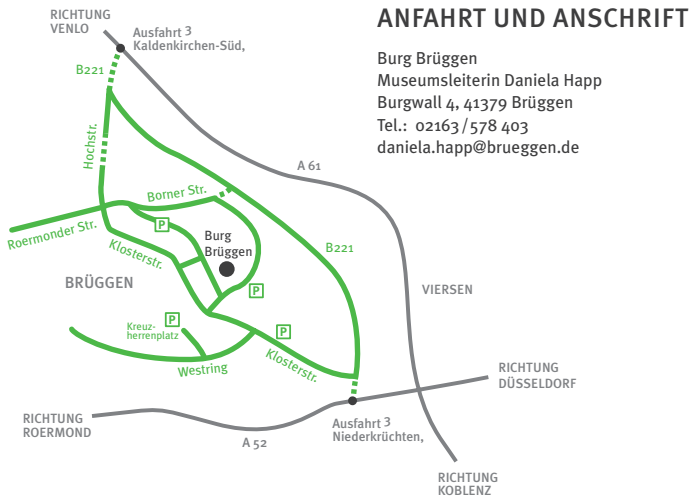 ANFAHRT UND ANSCHRIFT
Burg Brüggen
Museumsleiterin Daniela Happ
Burgwall 4, 41379 Brüggen
Tel.: 02163/578 403
daniela.happ@brueggen.de
RICHTUNG
VENLO
Ausfahrt 3
Kaldenkirchen-Süd,
B221
Hochstr.
A 61
Borner Str.
Roermonder Str.
P
Klosterstr.
Burg
Brüggen
B221
BRÜGGEN
VIERSEN
P
P
Kreuz-
herrenplatz
P
Westring
Klosterstr.
RICHTUNG
DÜSSELDORF
RICHTUNG
ROERMOND
A 52
Ausfahrt 3
Niederkrüchten,
RICHTUNG
KOBLENZ